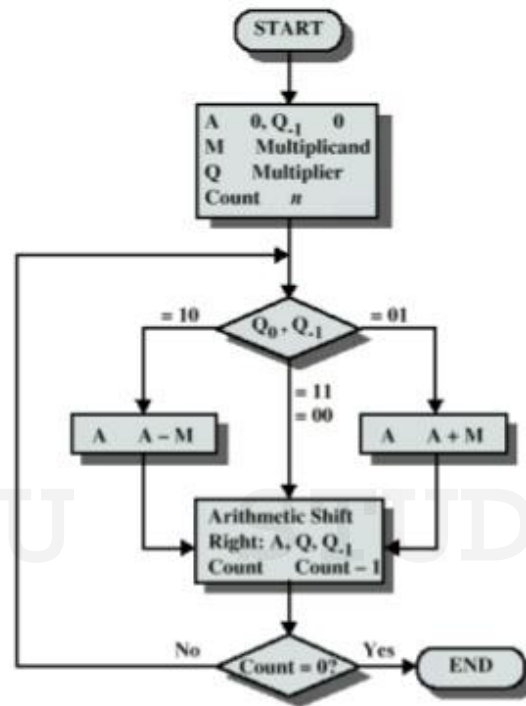 START
A 0, Q-1 0
M Multiplicand
Q Multiplier
Count n
= 10
Q0, Q-1
= 01
= 11
= 00
A A – M
A A + M
Arithmetic Shift
Right: A, Q, Q-1
Count Count – 1
No
Count = 0?
Yes
END